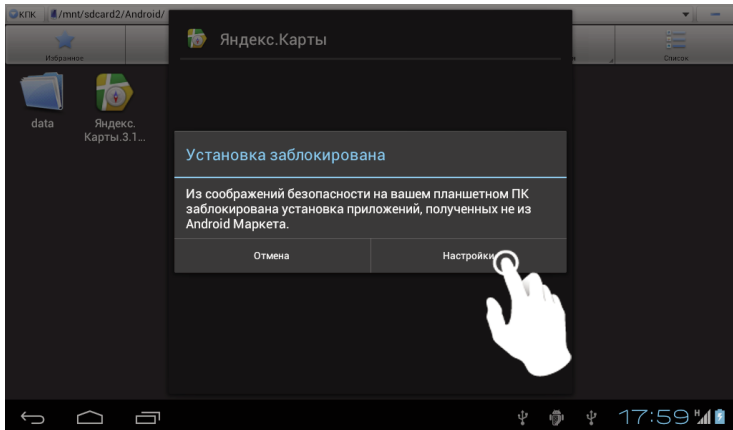 КПК /mnt/sdcard2/Android/
Яндекс.Карты
Избранное
Список
data
Яндекс.
Карты.3.1...
Установка заблокирована
Из соображений безопасности на вашем планшетном ПК
заблокирована установка приложений, полученных не из
Android Маркета.
Отмена
Настройки
17:59 H